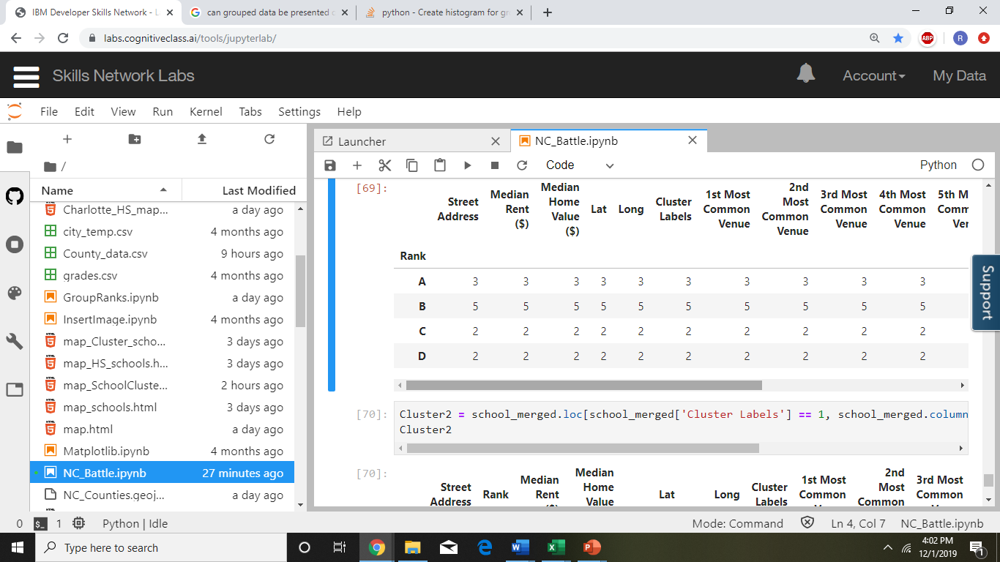 IBM Developer Skills Network - L
can grouped data be presented o
python - Create histogram for gr
labs.cognitiveclass.ai/tools/jupyterlab/
ABP
R
Skills Network Labs
Account
My Data
File Edit View Run Kernel Tabs Settings Help
/
Name Last Modified
Charlotte_HS_map... a day ago
city_temp.csv 4 months ago
County_data.csv 9 hours ago
grades.csv 4 months ago
GroupRanks.ipynb a day ago
InsertImage.ipynb 4 months ago
map_Cluster_scho... 3 days ago
map_HS_schools.h... 3 days ago
map_SchoolCluste... 2 hours ago
map_schools.html 3 days ago
map.html a day ago
Matplotlib.ipynb 4 months ago
NC_Battle.ipynb 27 minutes ago
NC_Counties.geoj... a day ago
Launcher
NC_Battle.ipynb
Code
Python
[69]:
Street Address
Median Rent ($)
Median Home Value ($)
Lat
Long
Cluster Labels
1st Most Common Venue
2nd Most Common Venue
3rd Most Common Venue
4th Most Common Venue
5th M Comm Ver
Rank
A 3 3 3 3 3 3 3 3 3 3
B 5 5 5 5 5 5 5 5 5 5
C 2 2 2 2 2 2 2 2 2 2
D 2 2 2 2 2 2 2 2 2 2
[70]:
Cluster2 = school_merged.loc[school_merged['Cluster Labels'] == 1, school_merged.column
Cluster2
[70]:
Street Address
Rank
Median Rent
Median Home Value
Lat
Long
Cluster Labels
1st Most Common
2nd Most Common
3rd Most Common
Support
0 $_ 1 Python | Idle
Mode: Command
Ln 4, Col 7 NC_Battle.ipynb
Type here to search
4:02 PM
12/1/2019
1